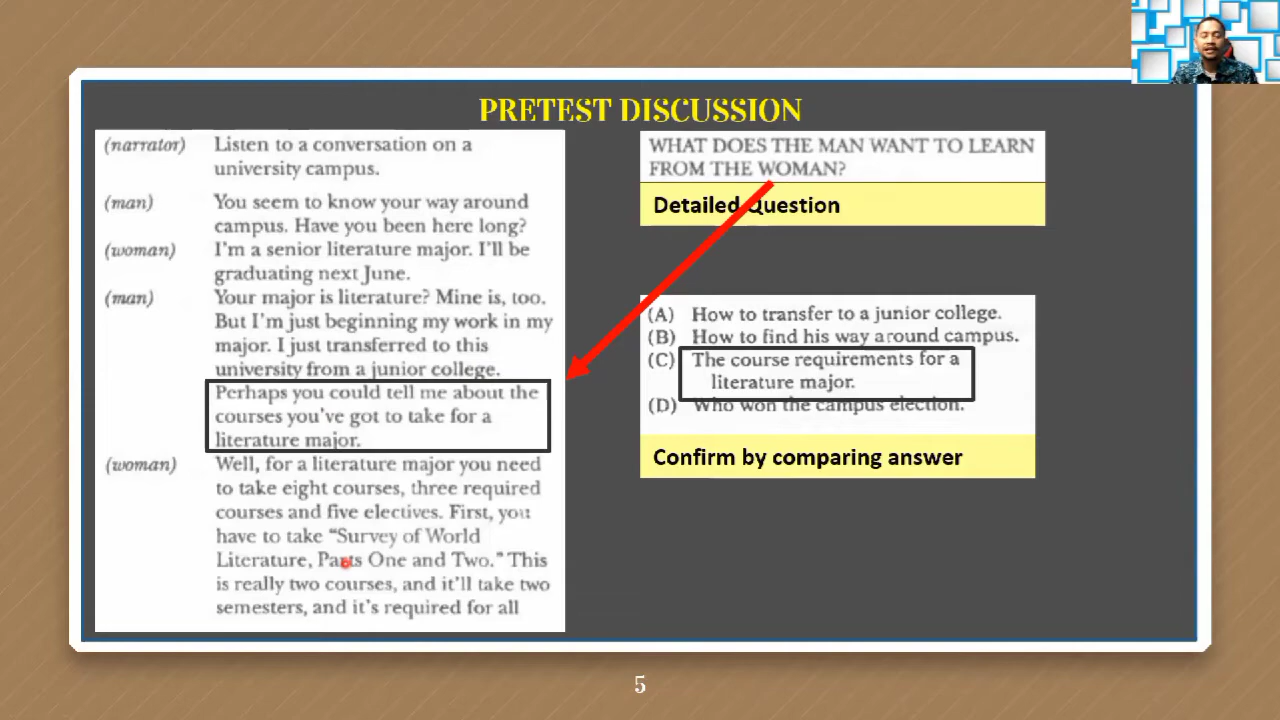 PRETEST DISCUSSION
(narrator) Listen to a conversation on a
university campus.
(man) You seem to know your way around
campus. Have you been here long?
(woman) I'm a senior literature major. I'll be
graduating next June.
(man) Your major is literature? Mine is, too.
But I'm just beginning my work in my
major. I just transferred to this
university from a junior college.
Perhaps you could tell me about the
courses you've got to take for a
literature major.
(woman) Well, for a literature major you need
to take eight courses, three required
courses and five electives. First, you
have to take "Survey of World
Literature, Parts One and Two." This
is really two courses, and it'll take two
semesters, and it's required for all
WHAT DOES THE MAN WANT TO LEARN
FROM THE WOMAN?
Detailed Question
(A) How to transfer to a junior college.
(B) How to find his way around campus.
(C) The course requirements for a
literature major.
(D) Who won the campus election.
Confirm by comparing answer
5